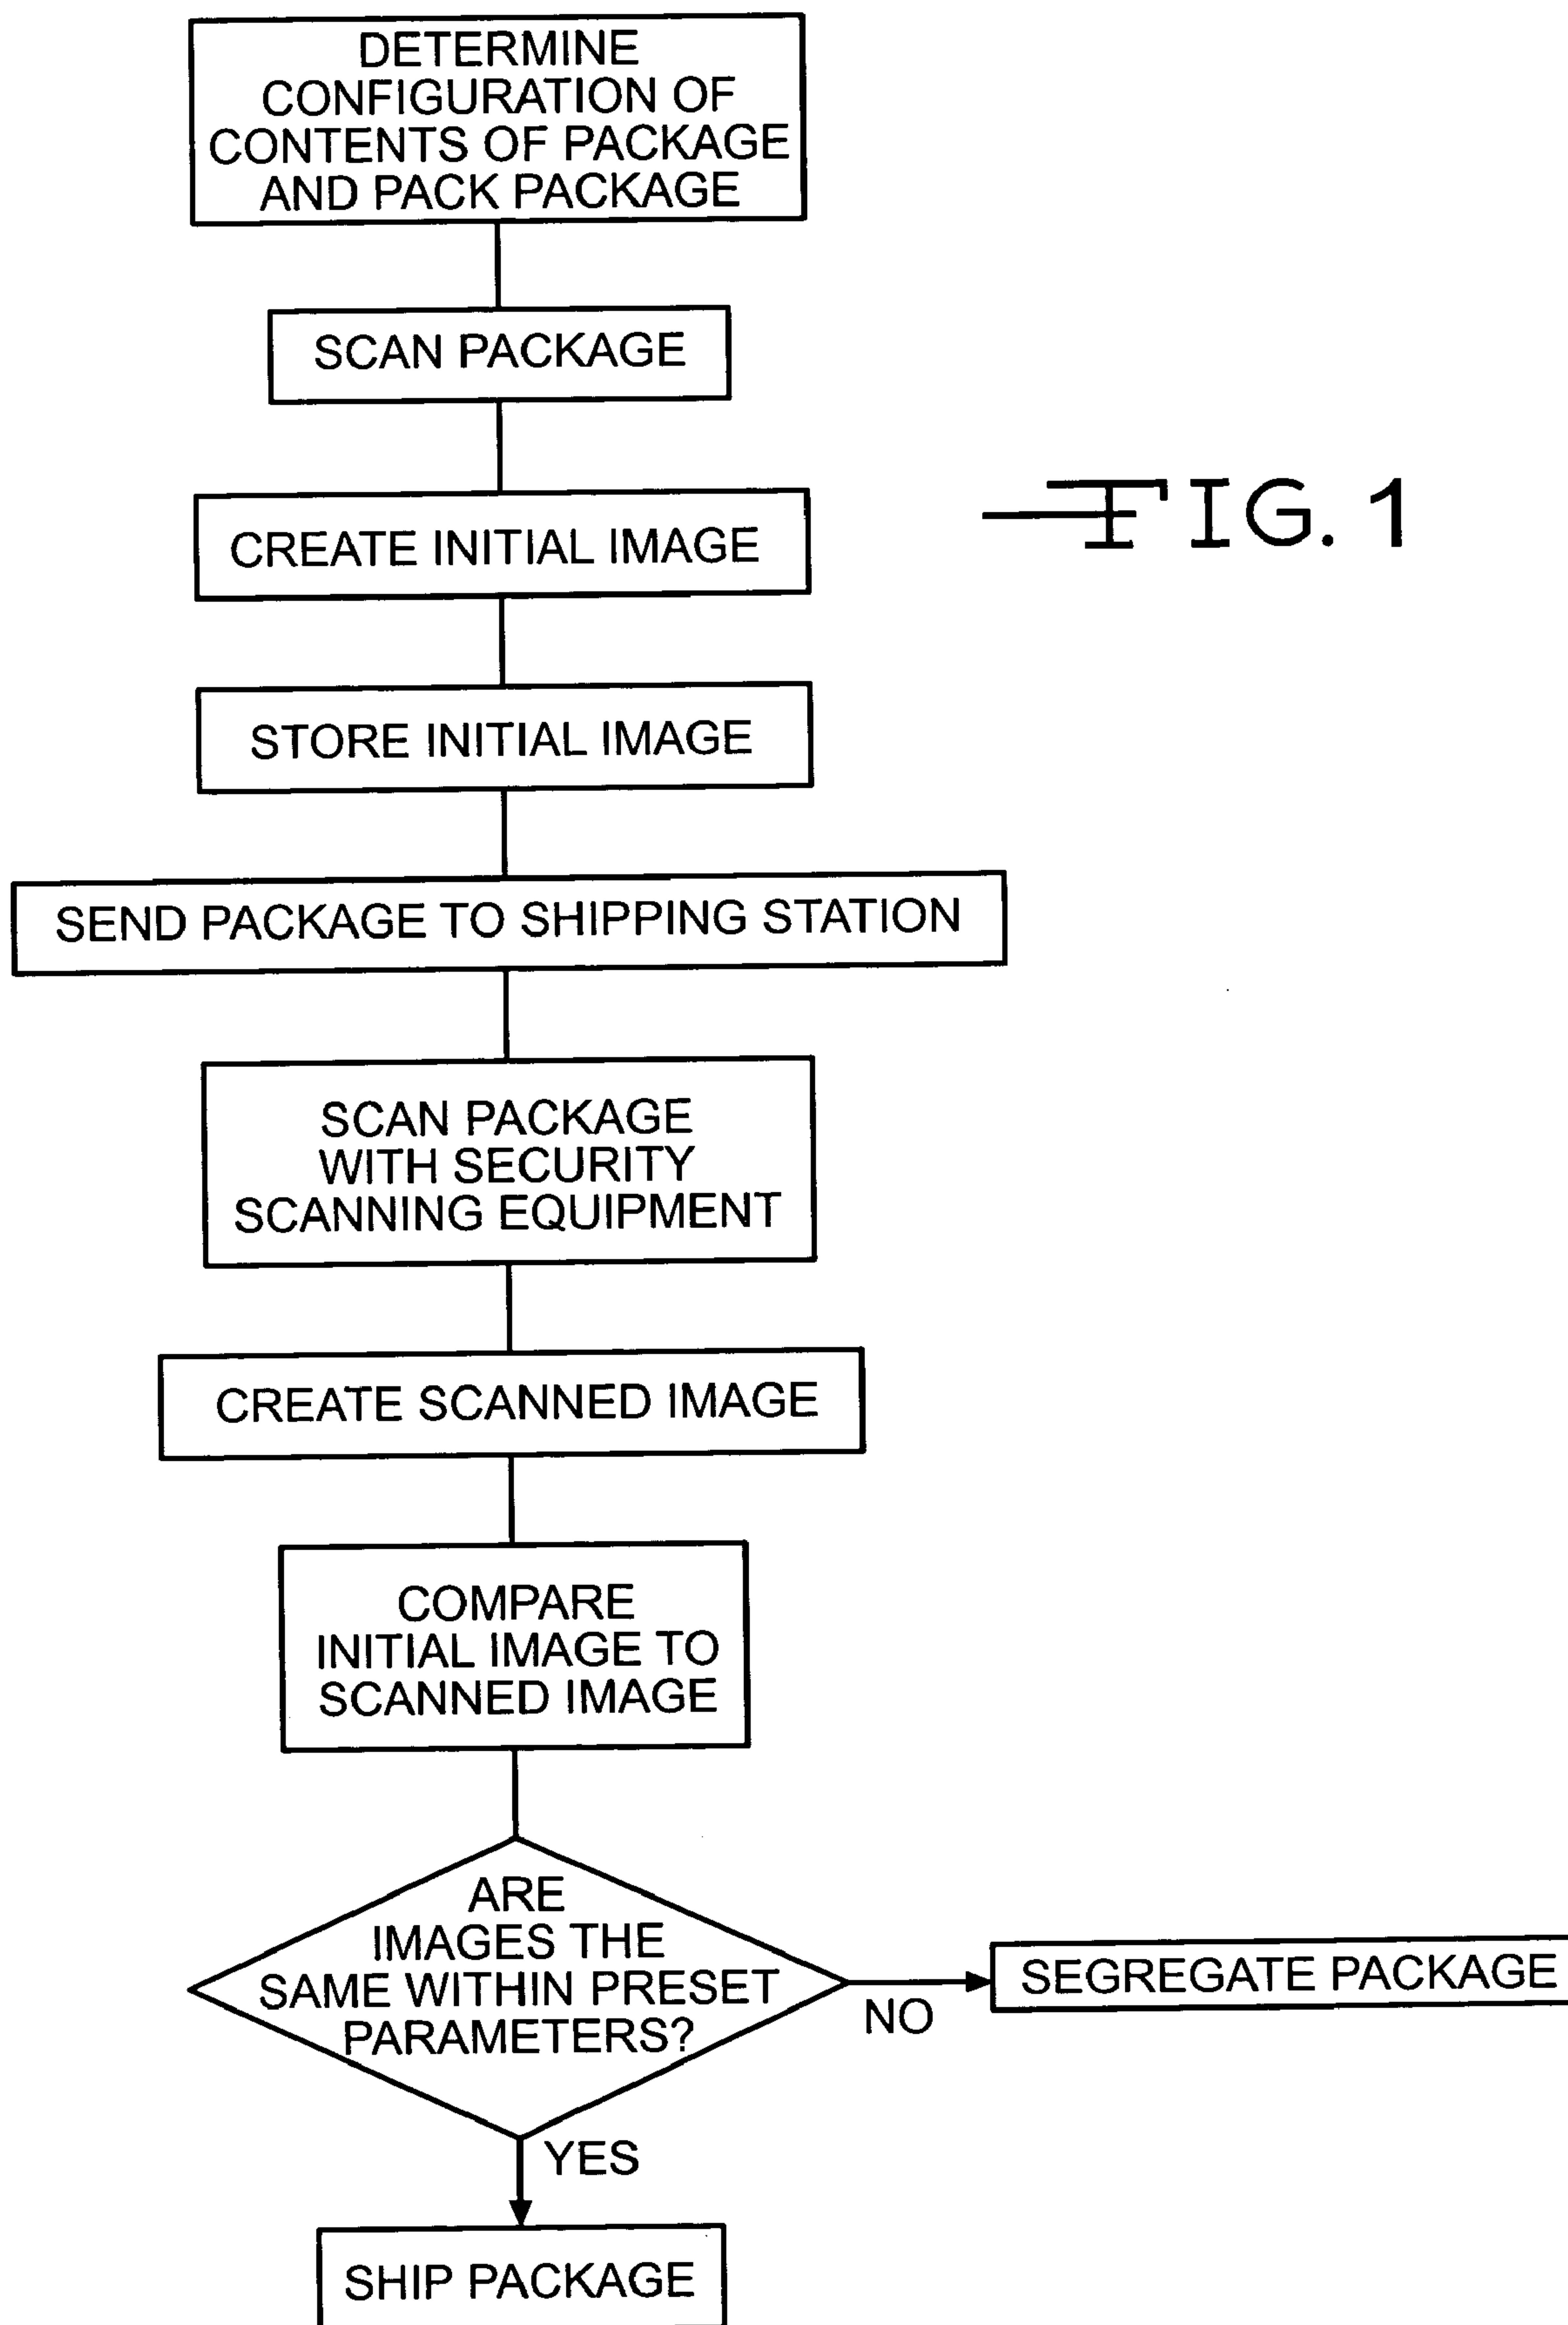 DETERMINE
CONFIGURATION OF
CONTENTS OF PACKAGE
AND PACK PACKAGE
SCAN PACKAGE
CREATE INITIAL IMAGE
FIG. 1
STORE INITIAL IMAGE
SEND PACKAGE TO SHIPPING STATION
SCAN PACKAGE
WITH SECURITY
SCANNING EQUIPMENT
CREATE SCANNED IMAGE
COMPARE
INITIAL IMAGE TO
SCANNED IMAGE
ARE
IMAGES THE
SAME WITHIN PRESET
PARAMETERS?
NO
SEGREGATE PACKAGE
YES
SHIP PACKAGE